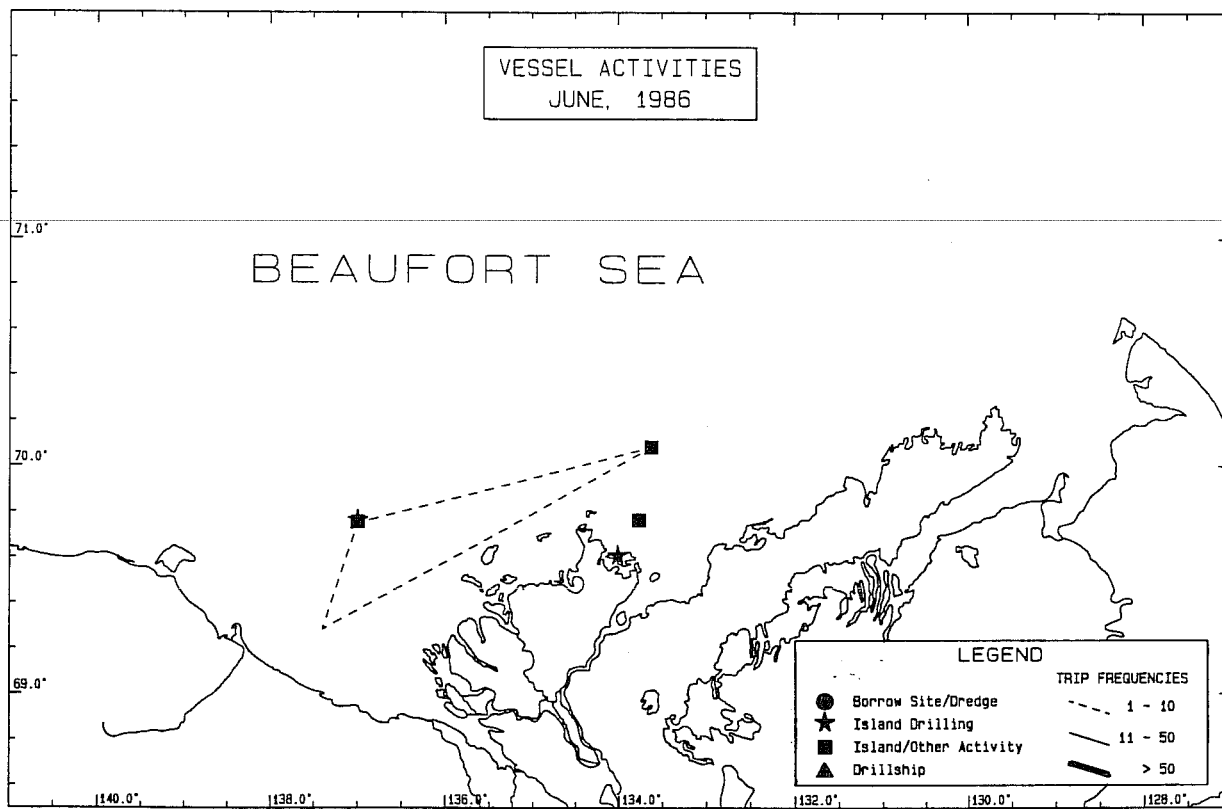 VESSEL ACTIVITIES
JUNE, 1986
71.0°
BEAUFORT SEA
70.0°
69.0°
LEGEND
TRIP FREQUENCIES
Borrow Site/Dredge
1 - 10
Island Drilling
11 - 50
Island/Other Activity
> 50
Drillship
140.0° 138.0° 136.0° 134.0° 132.0° 130.0° 128.0°